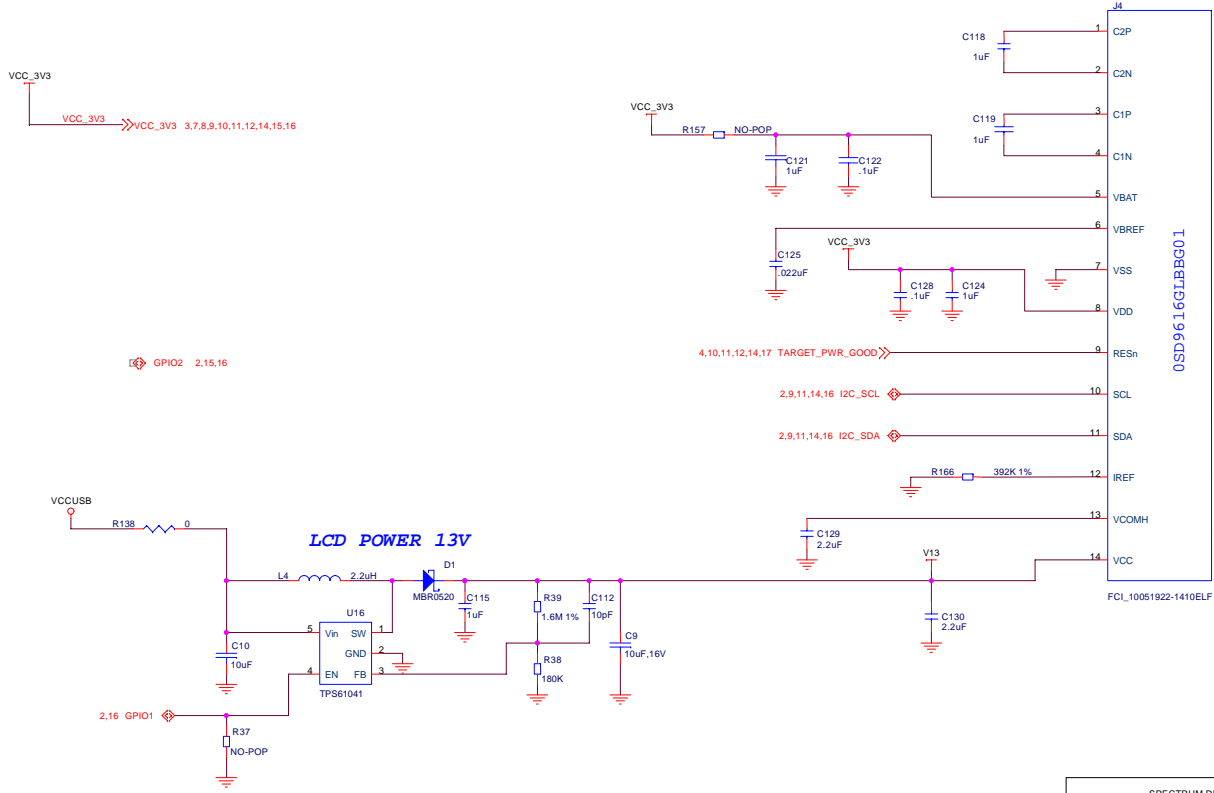 J4
C2P
1
C118
1uF
C2N
2
VCC_3V3
VCC_3V3
VCC_3V3 3,7,8,9,10,11,12,14,15,16
VCC_3V3
R157
NO-POP
C1P
3
C119
1uF
C1N
4
C121
1uF
C122
.1uF
5
VBAT
6
VBREF
VCC_3V3
C125
.022uF
7
VSS
C128
.1uF
C124
1uF
8
VDD
0SD9616GLBBG01
GPIO2 2,15,16
4,10,11,12,14,17 TARGET_PWR_GOOD
9
RESn
2,9,11,14,16 I2C_SCL
10
SCL
2,9,11,14,16 I2C_SDA
11
SDA
R166
392K 1%
12
IREF
VCCUSB
R138
0
13
VCOMH
C129
2.2uF
LCD POWER 13V
V13
14
VCC
L4
2.2uH
D1
MBR0520
C115
1uF
R39
1.6M 1%
C112
10pF
FCI_10051922-1410ELF
U16
C130
2.2uF
5
Vin
SW
1
C10
10uF
GND
2
C9
10uF,16V
4
EN
FB
3
R38
180K
TPS61041
2,16 GPIO1
R37
NO-POP